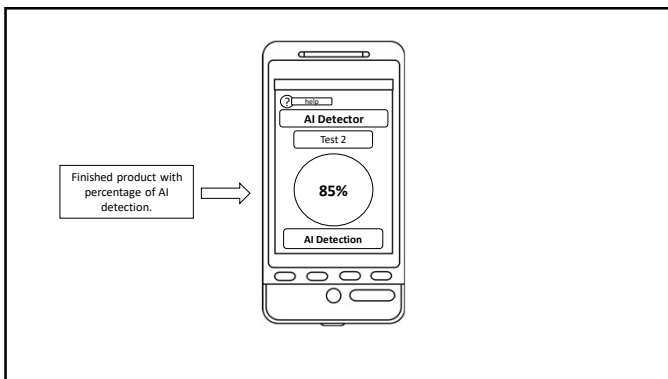 Finished product with
percentage of AI
detection.
? help
AI Detector
Test 2
85%
AI Detection